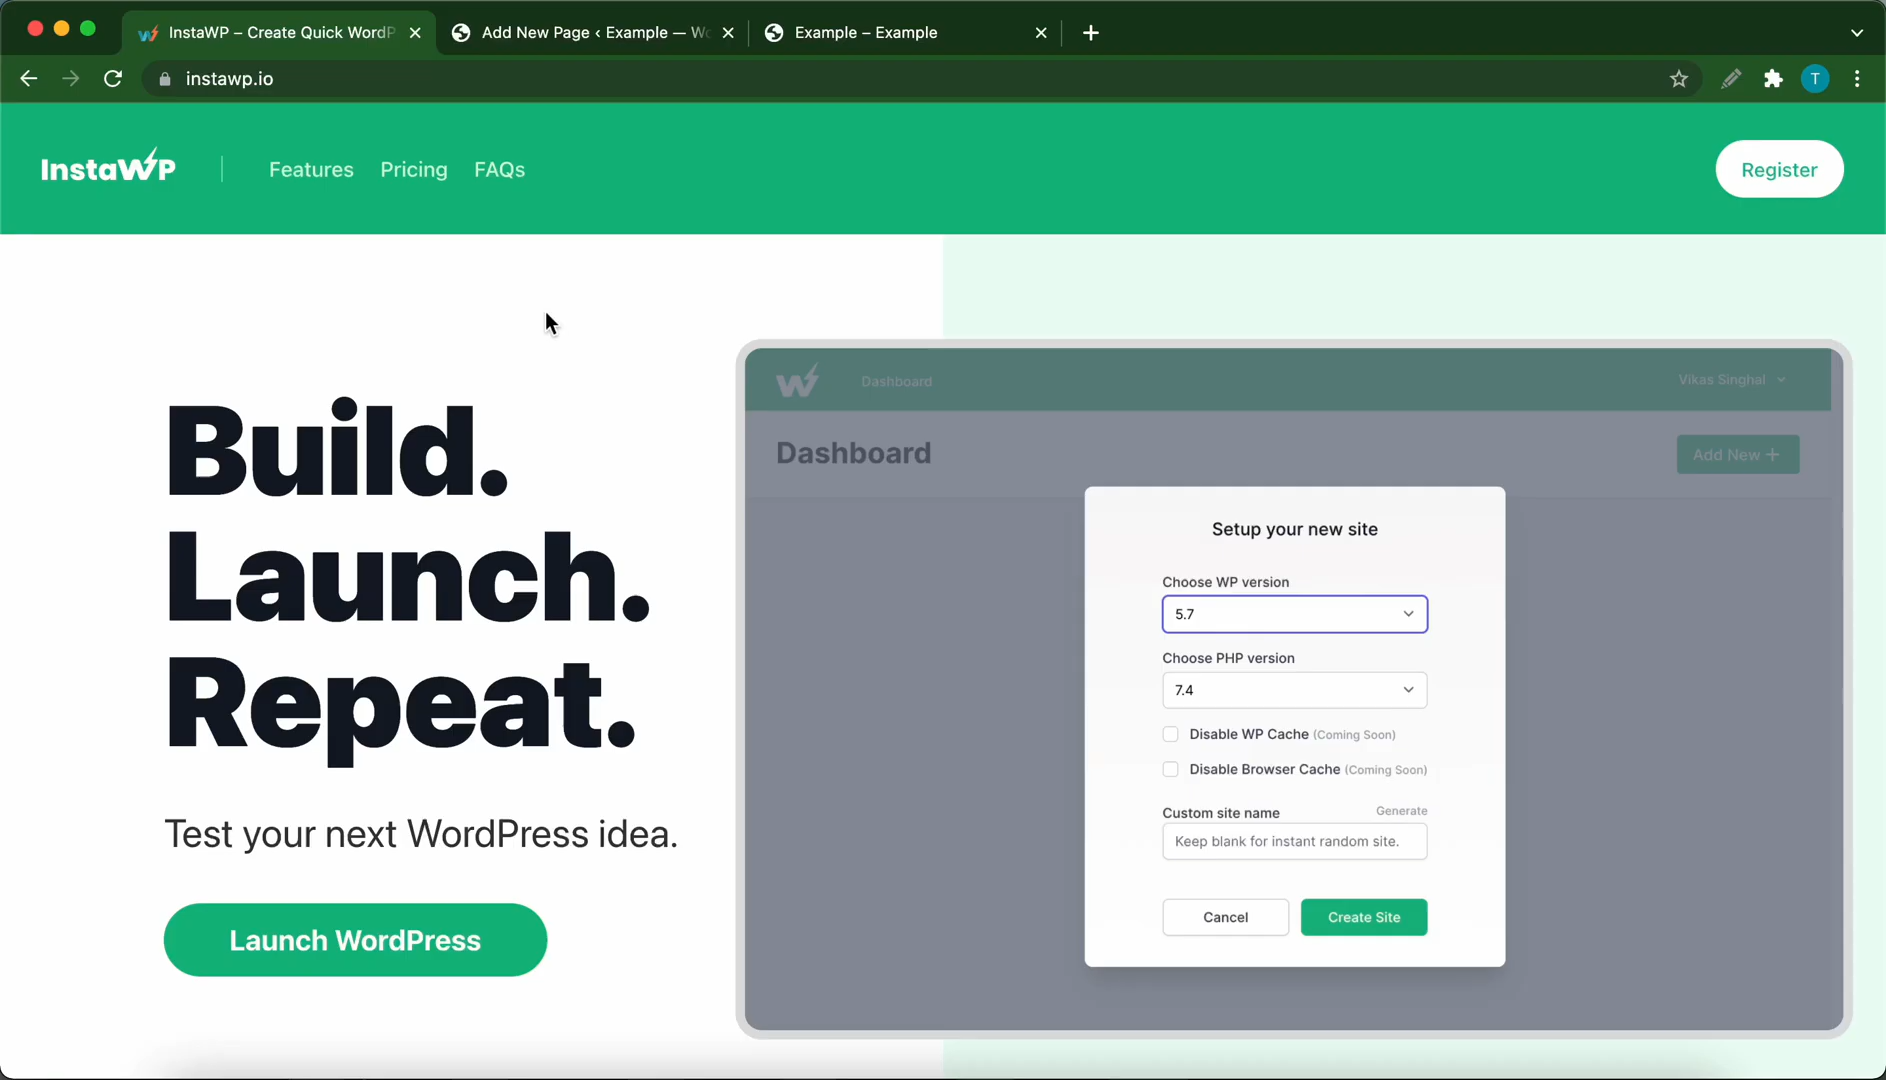 InstaWP – Create Quick WordP
Add New Page ‹ Example — Wo
Example – Example
instawp.io
T
InstaWP
Features
Pricing
FAQs
Register
Build.
Launch.
Repeat.
Test your next WordPress idea.
Launch WordPress
Dashboard
Vikas Singhal
Dashboard
Add New +
Setup your new site
Choose WP version
5.7
Choose PHP version
7.4
Disable WP Cache (Coming Soon)
Disable Browser Cache (Coming Soon)
Custom site name
Generate
Keep blank for instant random site.
Cancel
Create Site